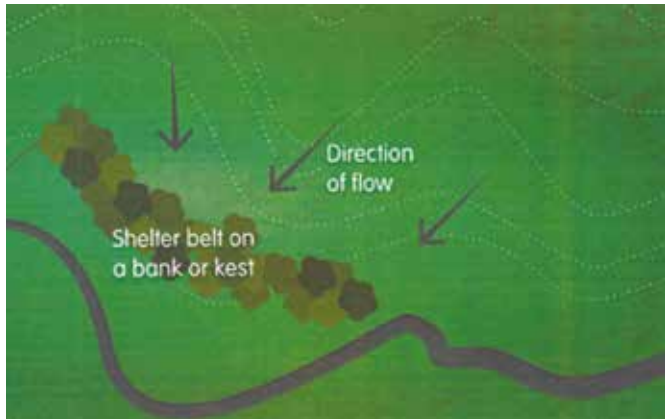 Direction
of flow
Shelter belt on
a bank or kest